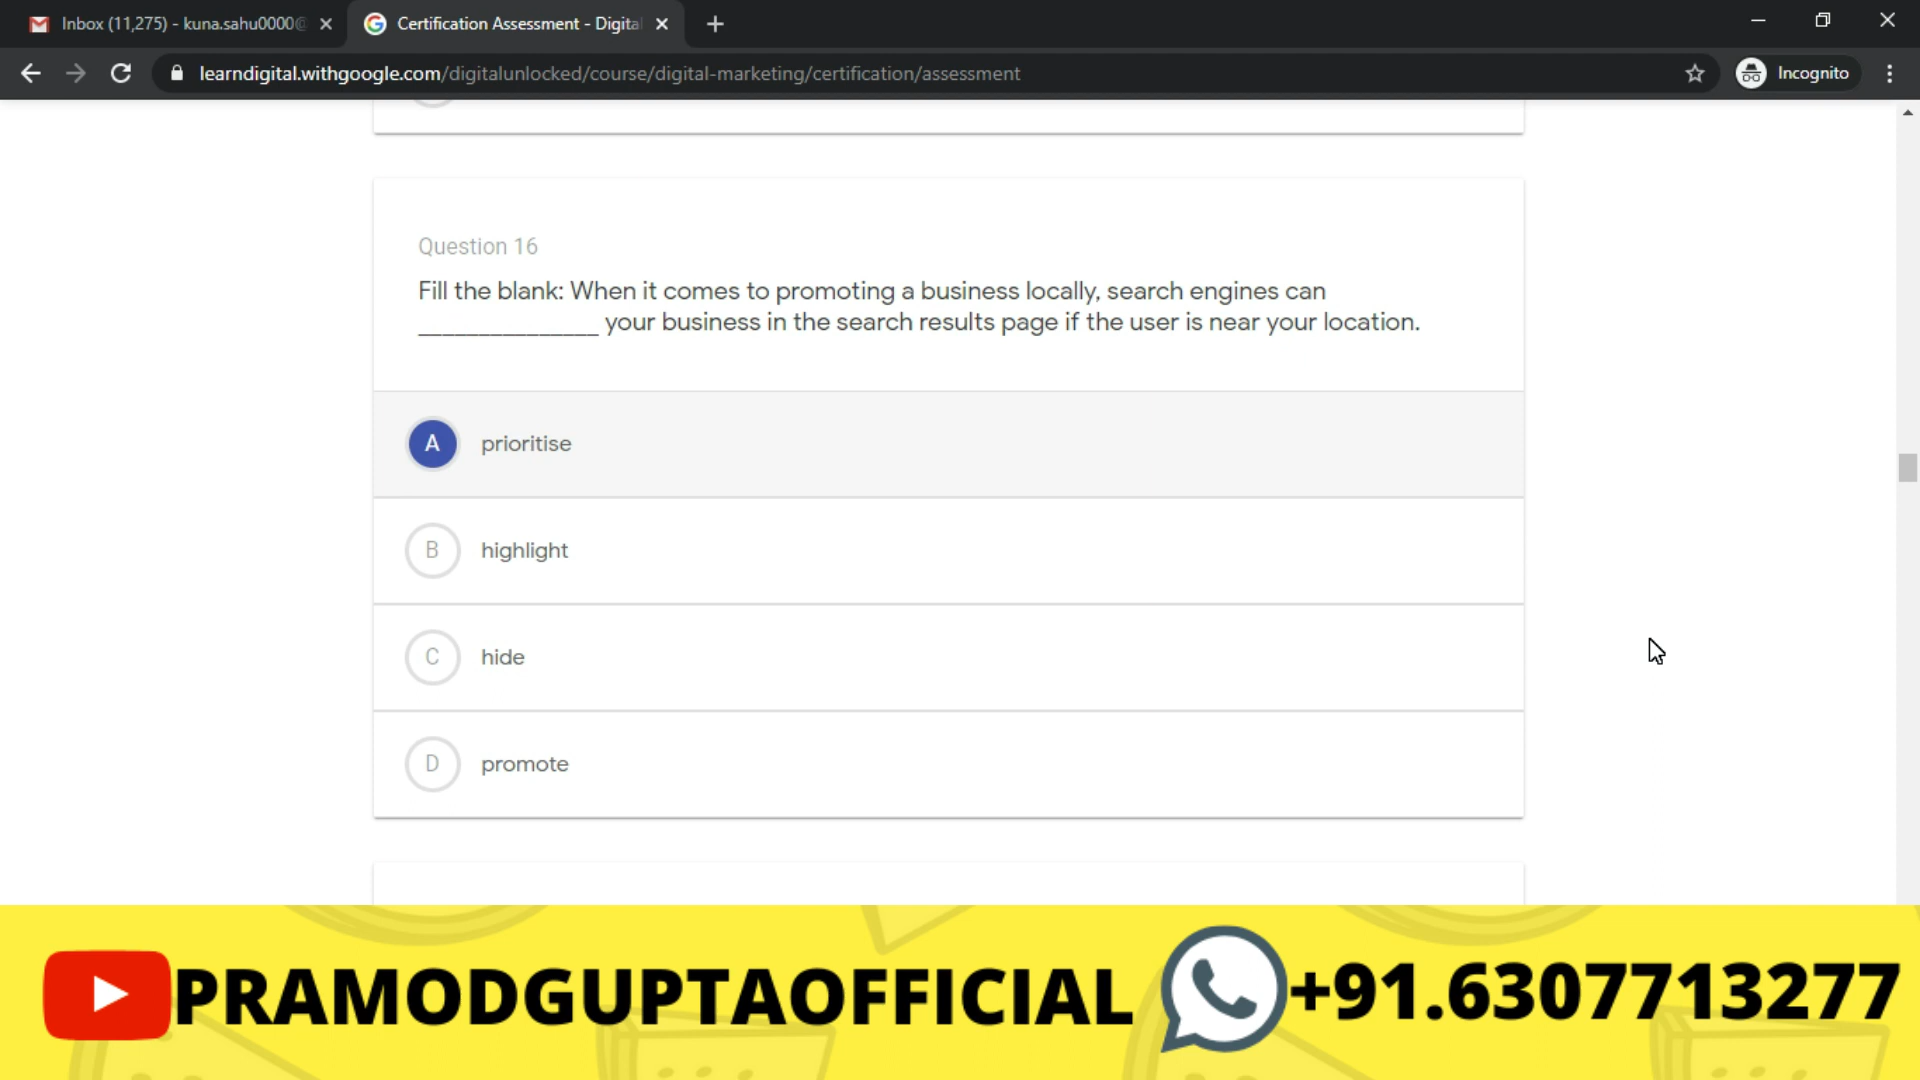 Inbox (11,275) - kuna.sahu0000@
Certification Assessment - Digital
learndigital.withgoogle.com/digitalunlocked/course/digital-marketing/certification/assessment
Incognito
Question 16
Fill the blank: When it comes to promoting a business locally, search engines can
_______________ your business in the search results page if the user is near your location.
A prioritise
B highlight
C hide
D promote
PRAMODGUPTAOFFICIAL +91.6307713277